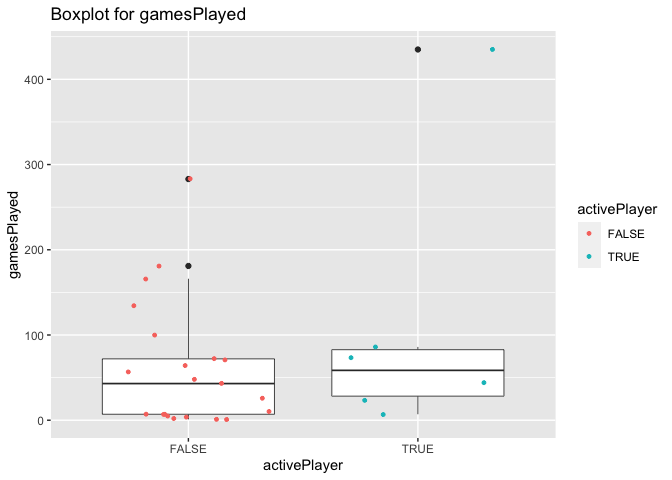 Boxplot for gamesPlayed
gamesPlayed
400
300
200
100
0
FALSE
TRUE
activePlayer
activePlayer
FALSE
TRUE